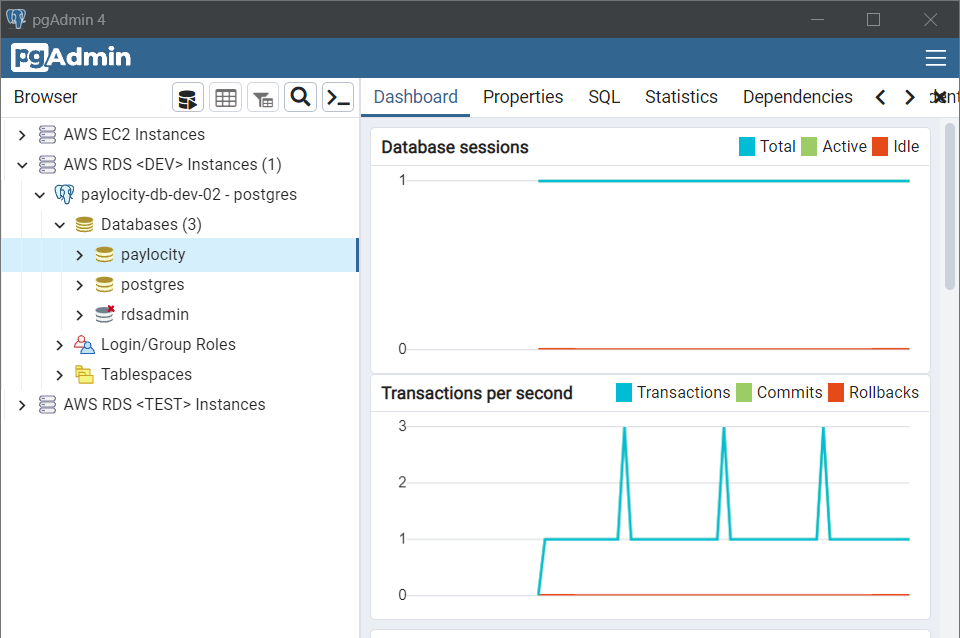 pgAdmin 4
pgAdmin
Browser
Dashboard Properties SQL Statistics Dependencies
AWS EC2 Instances
AWS RDS <DEV> Instances (1)
paylocity-db-dev-02 - postgres
Databases (3)
paylocity
postgres
rdsadmin
Login/Group Roles
Tablespaces
AWS RDS <TEST> Instances
Database sessions
Total Active Idle
1
0
Transactions per second
Transactions Commits Rollbacks
3
2
1
0